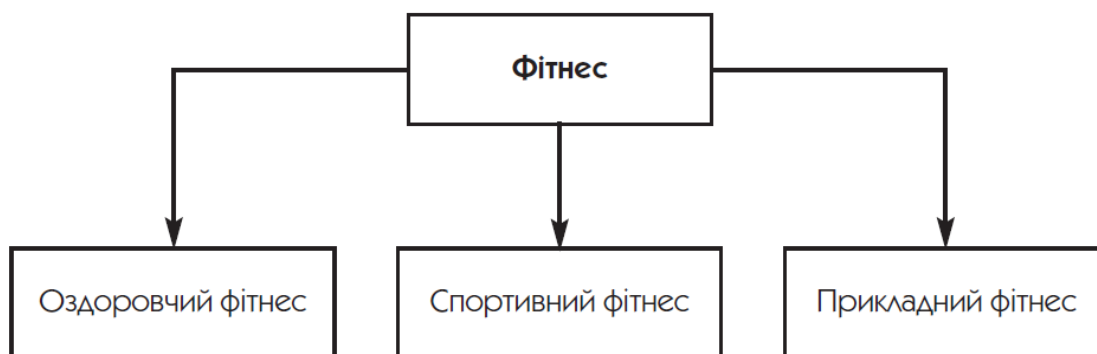 Фітнес
Оздоровчий фітнес
Спортивний фітнес
Прикладний фітнес